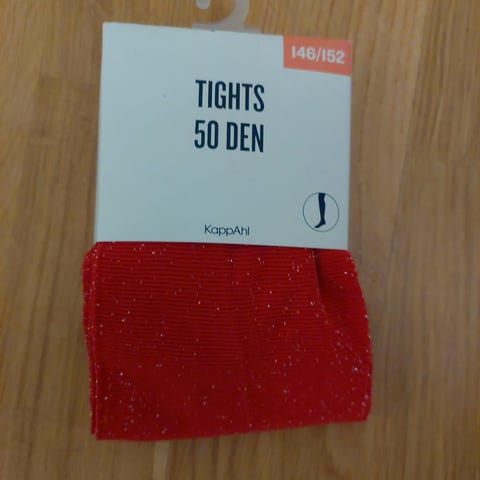 146/152
TIGHTS
50 DEN
KappAhl